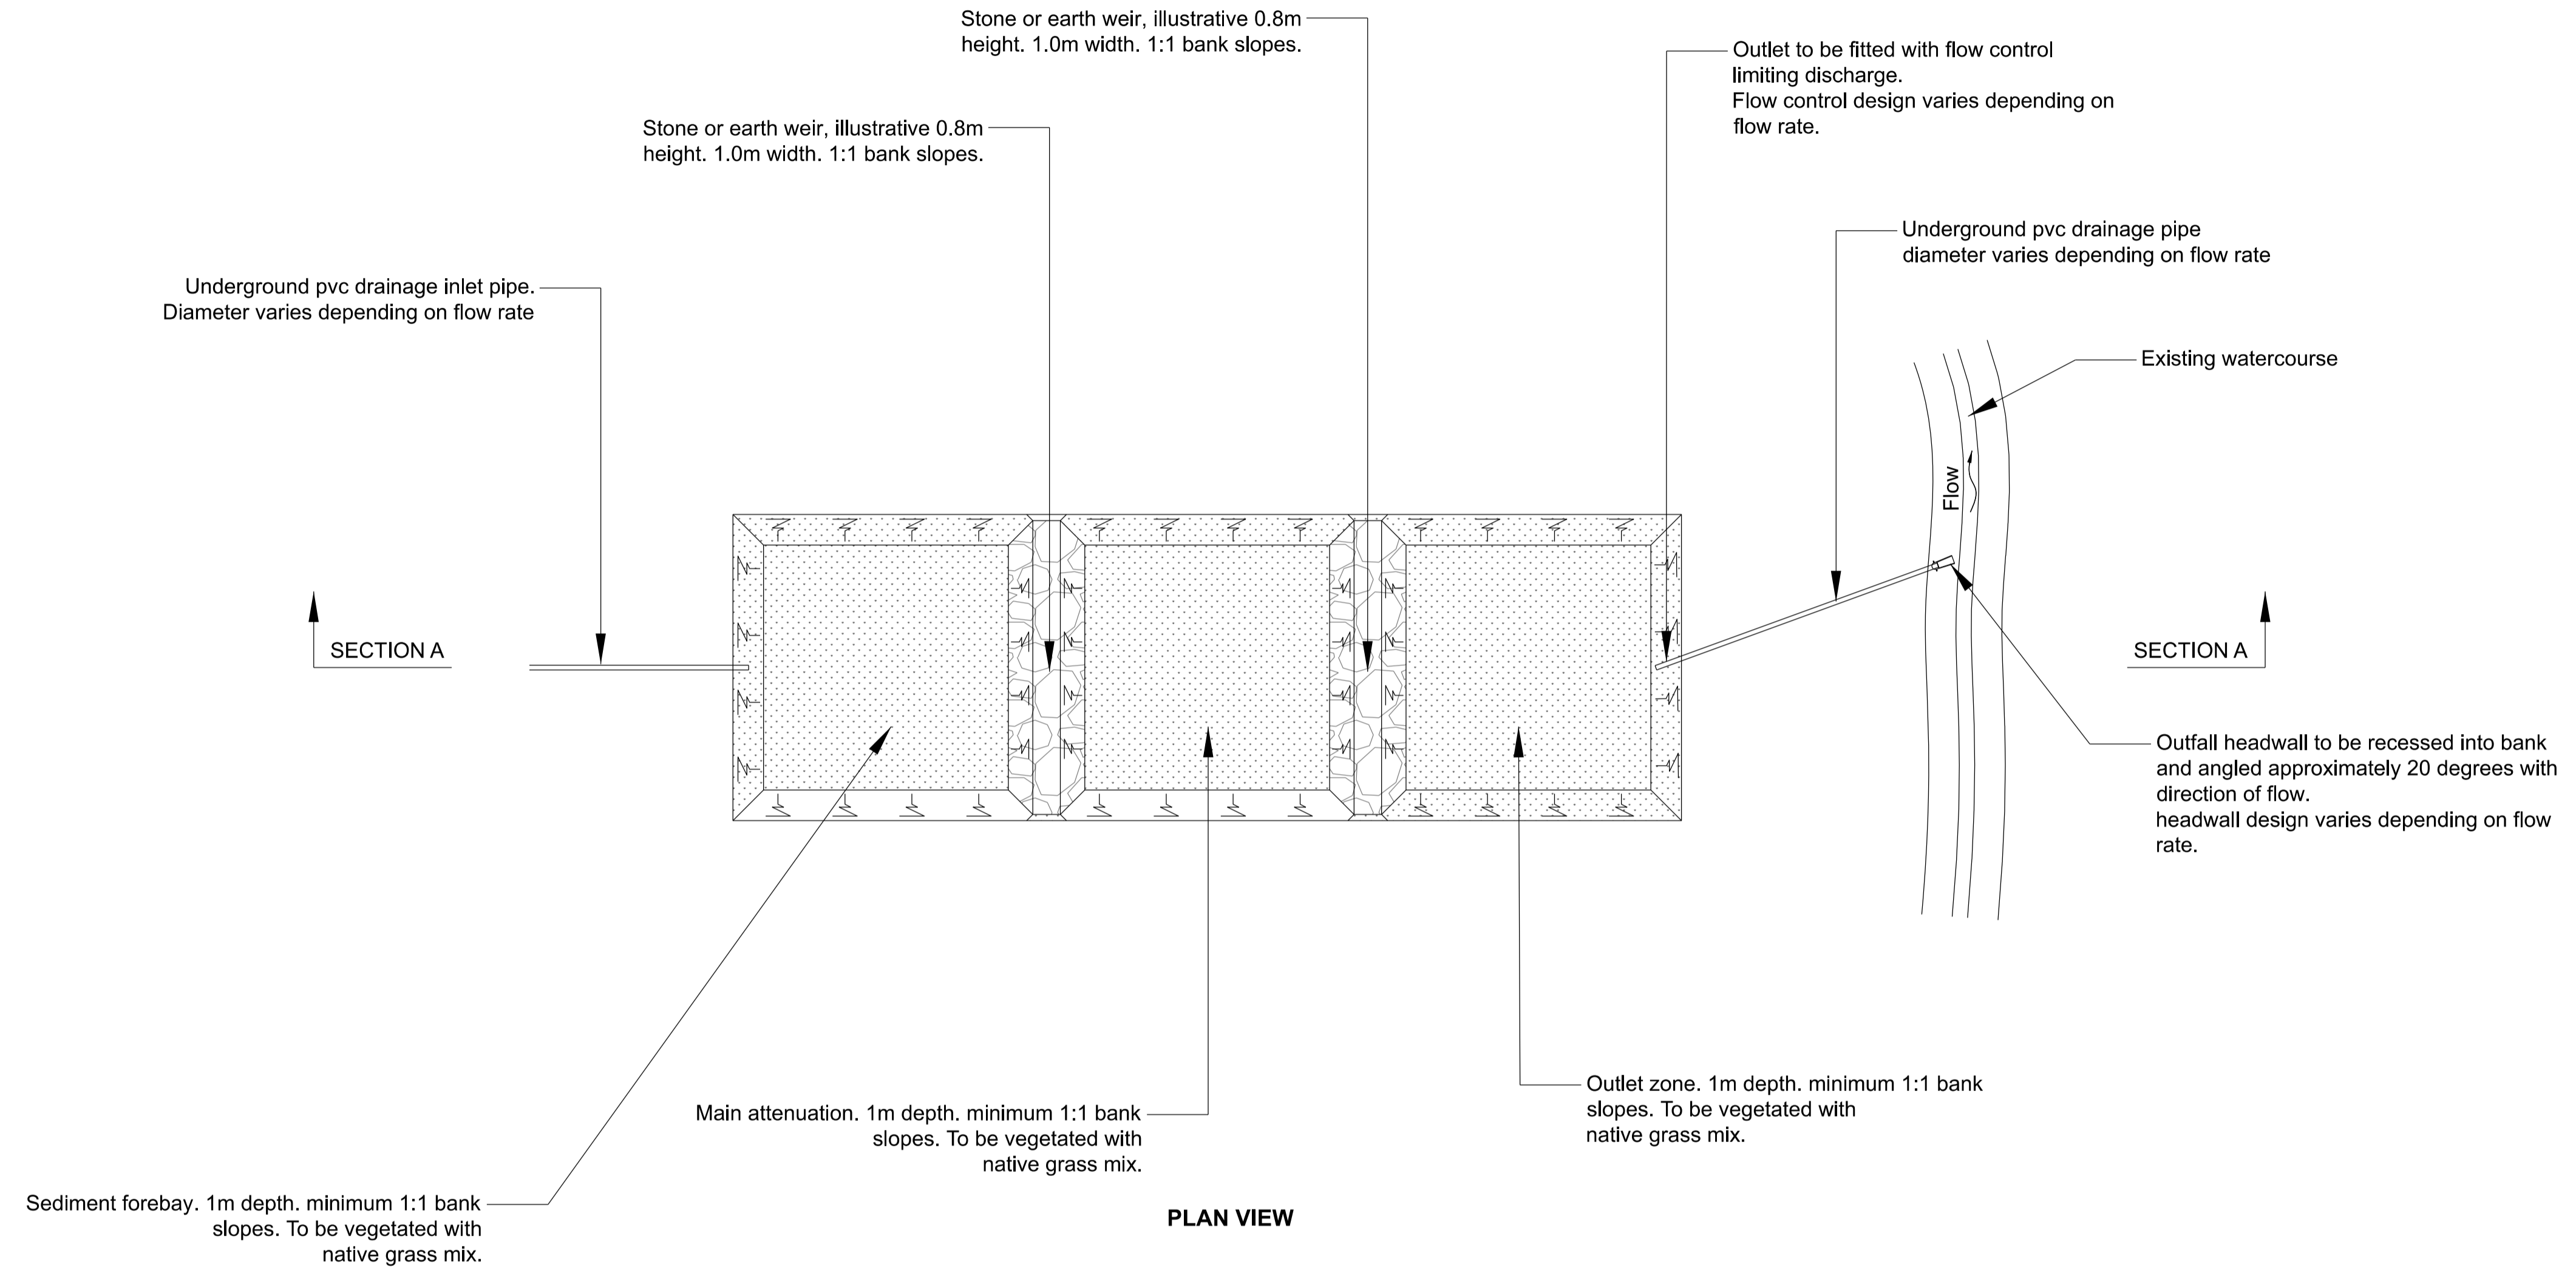 Stone or earth weir, illustrative 0.8m
height. 1.0m width. 1:1 bank slopes.
Outlet to be fitted with flow control
limiting discharge.
Flow control design varies depending on
flow rate.
Stone or earth weir, illustrative 0.8m
height. 1.0m width. 1:1 bank slopes.
Underground pvc drainage pipe
diameter varies depending on flow rate
Underground pvc drainage inlet pipe.
Diameter varies depending on flow rate
Existing watercourse
Flow
SECTION A
SECTION A
Outfall headwall to be recessed into bank
and angled approximately 20 degrees with
direction of flow.
headwall design varies depending on flow
rate.
Outlet zone. 1m depth. minimum 1:1 bank
slopes. To be vegetated with
native grass mix.
Main attenuation. 1m depth. minimum 1:1 bank
slopes. To be vegetated with
native grass mix.
Sediment forebay. 1m depth. minimum 1:1 bank
slopes. To be vegetated with
native grass mix.
PLAN VIEW